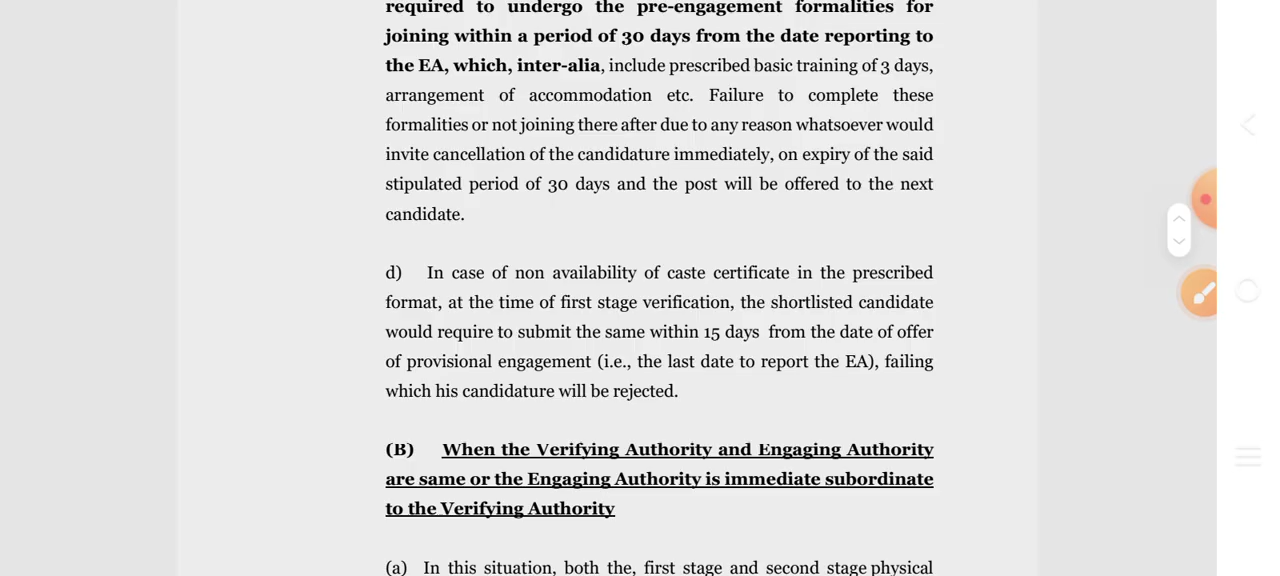 required to undergo the pre-engagement formalities for
joining within a period of 30 days from the date reporting to
the EA, which, inter-alia, include prescribed basic training of 3 days,
arrangement of accommodation etc. Failure to complete these
formalities or not joining there after due to any reason whatsoever would
invite cancellation of the candidature immediately, on expiry of the said
stipulated period of 30 days and the post will be offered to the next
candidate.
d) In case of non availability of caste certificate in the prescribed
format, at the time of first stage verification, the shortlisted candidate
would require to submit the same within 15 days from the date of offer
of provisional engagement (i.e., the last date to report the EA), failing
which his candidature will be rejected.
(B) When the Verifying Authority and Engaging Authority
are same or the Engaging Authority is immediate subordinate
to the Verifying Authority
(a) In this situation, both the, first stage and second stage physical